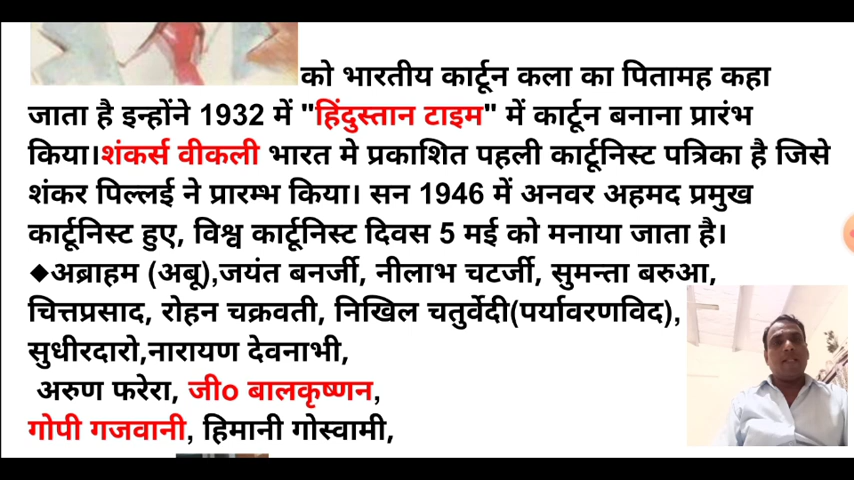 को भारतीय कार्टून कला का पितामह कहा
जाता है इन्होंने 1932 में "हिंदुस्तान टाइम" में कार्टून बनाना प्रारंभ
किया।शंकर्स वीकली भारत मे प्रकाशित पहली कार्टूनिस्ट पत्रिका है जिसे
शंकर पिल्लई ने प्रारम्भ किया। सन 1946 में अनवर अहमद प्रमुख
कार्टूनिस्ट हुए, विश्व कार्टूनिस्ट दिवस 5 मई को मनाया जाता है।
◆अब्राहम (अबू),जयंत बनर्जी, नीलाभ चटर्जी, सुमन्ता बरुआ,
चित्तप्रसाद, रोहन चक्रवती, निखिल चतुर्वेदी(पर्यावरणविद),
सुधीरदारो,नारायण देवनाभी,
अरुण फरेरा, जी० बालकृष्णन,
गोपी गजवानी, हिमानी गोस्वामी,